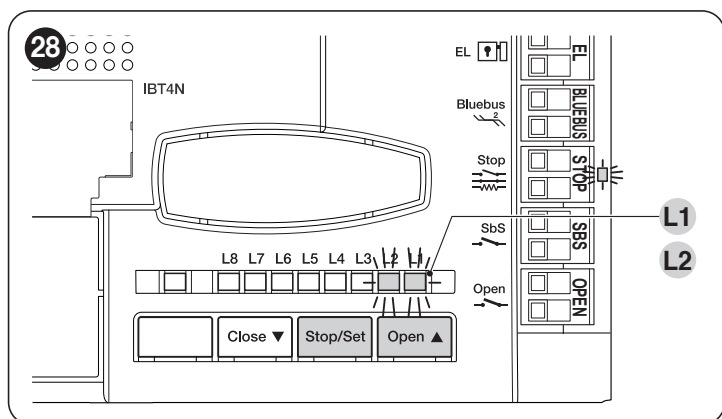 28
IBT4N
EL
EL
Bluebus
2
BLUEBUS
Stop
STOP
SbS
SBS
Open
OPEN
L1
L2
L8 L7 L6 L5 L4 L3 L2 L1
Close ▼ Stop/Set Open ▲